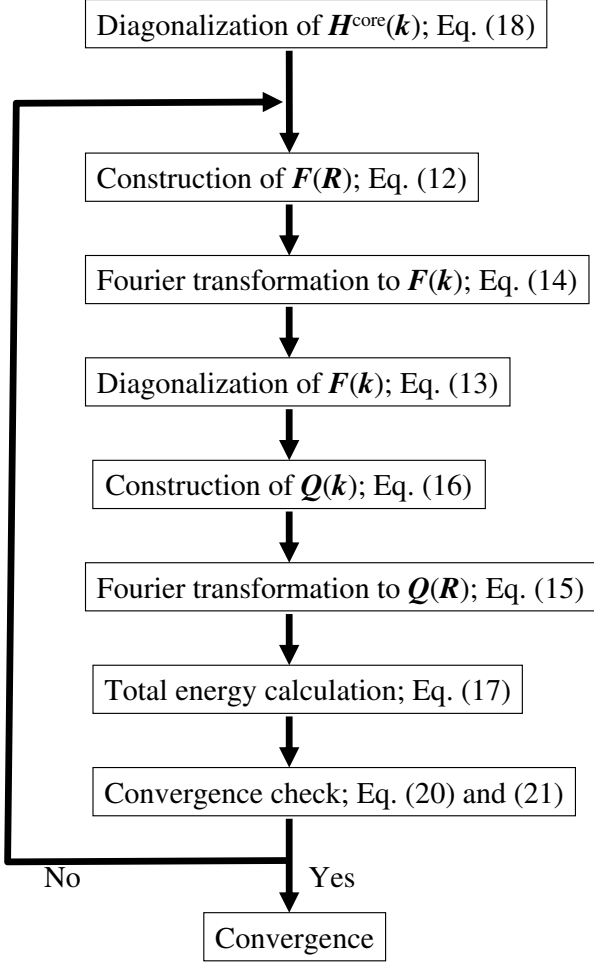 Diagonalization of H^core(k); Eq. (18)
Construction of F(R); Eq. (12)
Fourier transformation to F(k); Eq. (14)
Diagonalization of F(k); Eq. (13)
Construction of Q(k); Eq. (16)
Fourier transformation to Q(R); Eq. (15)
Total energy calculation; Eq. (17)
Convergence check; Eq. (20) and (21)
No Yes
Convergence